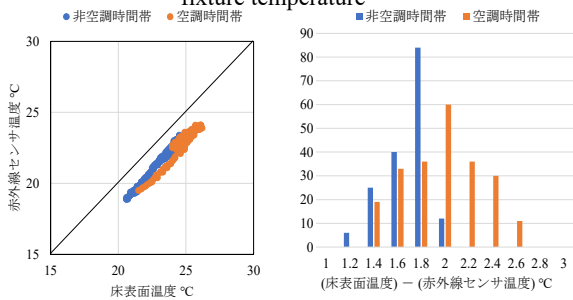 fixture temperature
非空調時間帯 空調時間帯
30
25
20
15
15 20 25 30
赤外線センサ温度 ℃
床表面温度 ℃
非空調時間帯 空調時間帯
90
80
70
60
50
40
30
20
10
0
1 1.2 1.4 1.6 1.8 2 2.2 2.4 2.6 2.8 3
(床表面温度) － (赤外線センサ温度) ℃